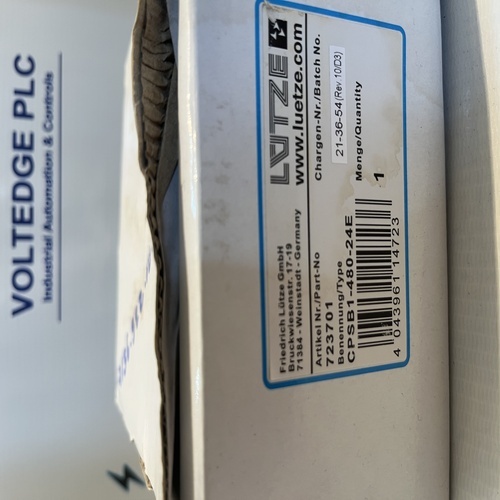 VOLTEDGE PLC
Industrial Automation & Controls
LÜTZE
www.luetze.com
Friedrich Lütze GmbH
Bruckwiesenstr. 17-19
71384 - Weinstadt - Germany
Artikel Nr./Part-No
723701
Benennung/Type
CPSB1-480-24E
4 043961 14723
Chargen-Nr./Batch No.
21-36-54 (Rev.10/D3)
Menge/Quantity
1